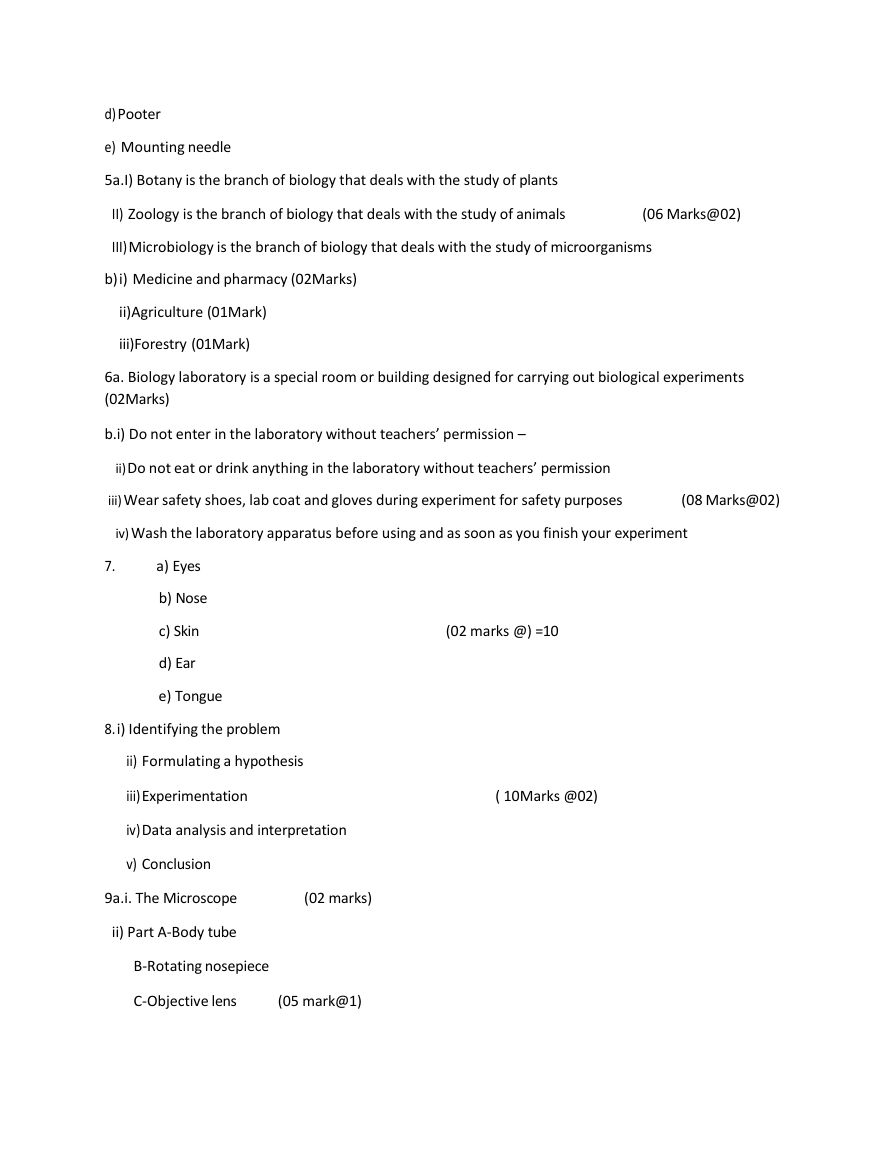 d)Pooter
e) Mounting needle
5a.I) Botany is the branch of biology that deals with the study of plants
II) Zoology is the branch of biology that deals with the study of animals (06 Marks@02)
III)Microbiology is the branch of biology that deals with the study of microorganisms
b)i) Medicine and pharmacy (02Marks)
ii)Agriculture (01Mark)
iii)Forestry (01Mark)
6a. Biology laboratory is a special room or building designed for carrying out biological experiments
(02Marks)
b.i) Do not enter in the laboratory without teachers’ permission –
ii)Do not eat or drink anything in the laboratory without teachers’ permission
iii)Wear safety shoes, lab coat and gloves during experiment for safety purposes (08 Marks@02)
iv)Wash the laboratory apparatus before using and as soon as you finish your experiment
7. a) Eyes
b) Nose
c) Skin (02 marks @) =10
d) Ear
e) Tongue
8.i) Identifying the problem
ii) Formulating a hypothesis
iii)Experimentation ( 10Marks @02)
iv)Data analysis and interpretation
v) Conclusion
9a.i. The Microscope (02 marks)
ii) Part A-Body tube
B-Rotating nosepiece
C-Objective lens (05 mark@1)